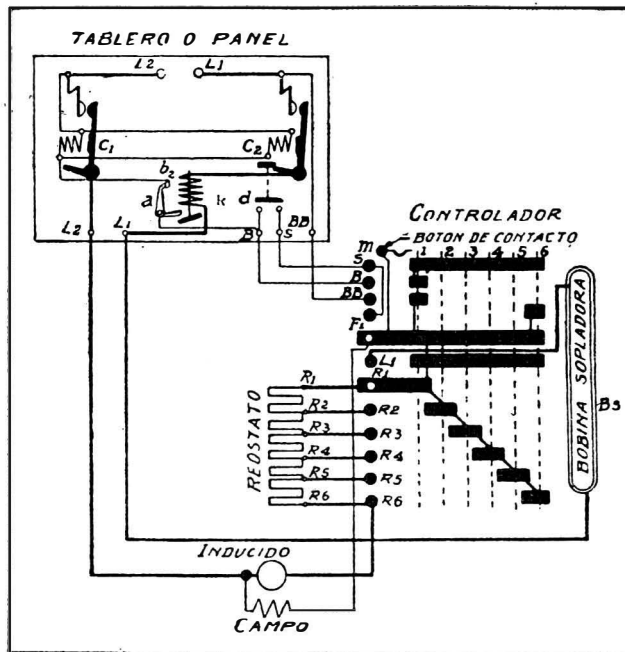 TABLERO O PANEL
L2 L1
C1 C2
b2
a k d
L2 L1 B S BB
CONTROLADOR
m BOTON DE CONTACTO
S 1 2 3 4 5 6
B
BB
F1
L1
R1 R1
R2 R2
R3 R3
R4 R4
R5 R5
R6 R6
REOSTATO
BOBINA SOPLADORA
BS
INDUCIDO
CAMPO